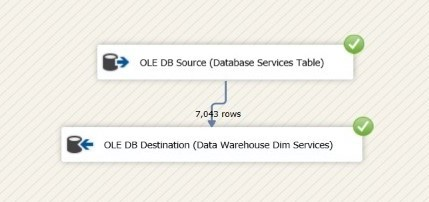 OLE DB Source (Database Services Table)
7,043 rows
OLE DB Destination (Data Warehouse Dim Services)